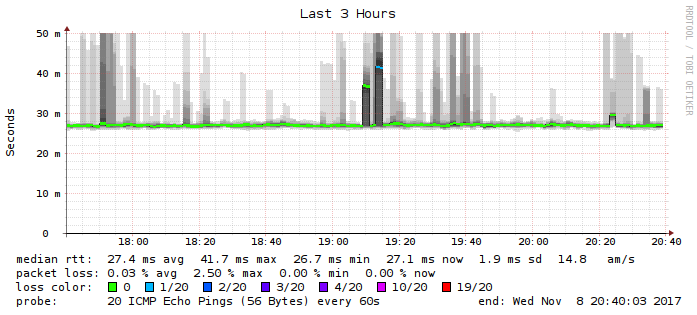 Last 3 Hours
RRDTOOL / TOBI OETIKER
Seconds
50 m
40 m
30 m
20 m
10 m
0
18:00 18:20 18:40 19:00 19:20 19:40 20:00 20:20 20:40
median rtt: 27.4 ms avg 41.7 ms max 26.7 ms min 27.1 ms now 1.9 ms sd 14.8 am/s
packet loss: 0.03 % avg 2.50 % max 0.00 % min 0.00 % now
loss color: 0 1/20 2/20 3/20 4/20 10/20 19/20
probe: 20 ICMP Echo Pings (56 Bytes) every 60s end: Wed Nov 8 20:40:03 2017